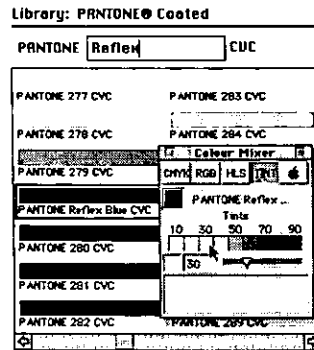 Library: PANTONE® Coated
PANTONE Reflex CVC
PANTONE 277 CVC PANTONE 283 CVC
PANTONE 278 CVC PANTONE 284 CVC
PANTONE 279 CVC
Colour Mixer
CMYK RGB HLS TINT
PANTONE Reflex ...
Tints
10 30 50 70 90
30
PANTONE Reflex Blue CVC
PANTONE 280 CVC
PANTONE 281 CVC
PANTONE 282 CVC PANTONE 289 CVC